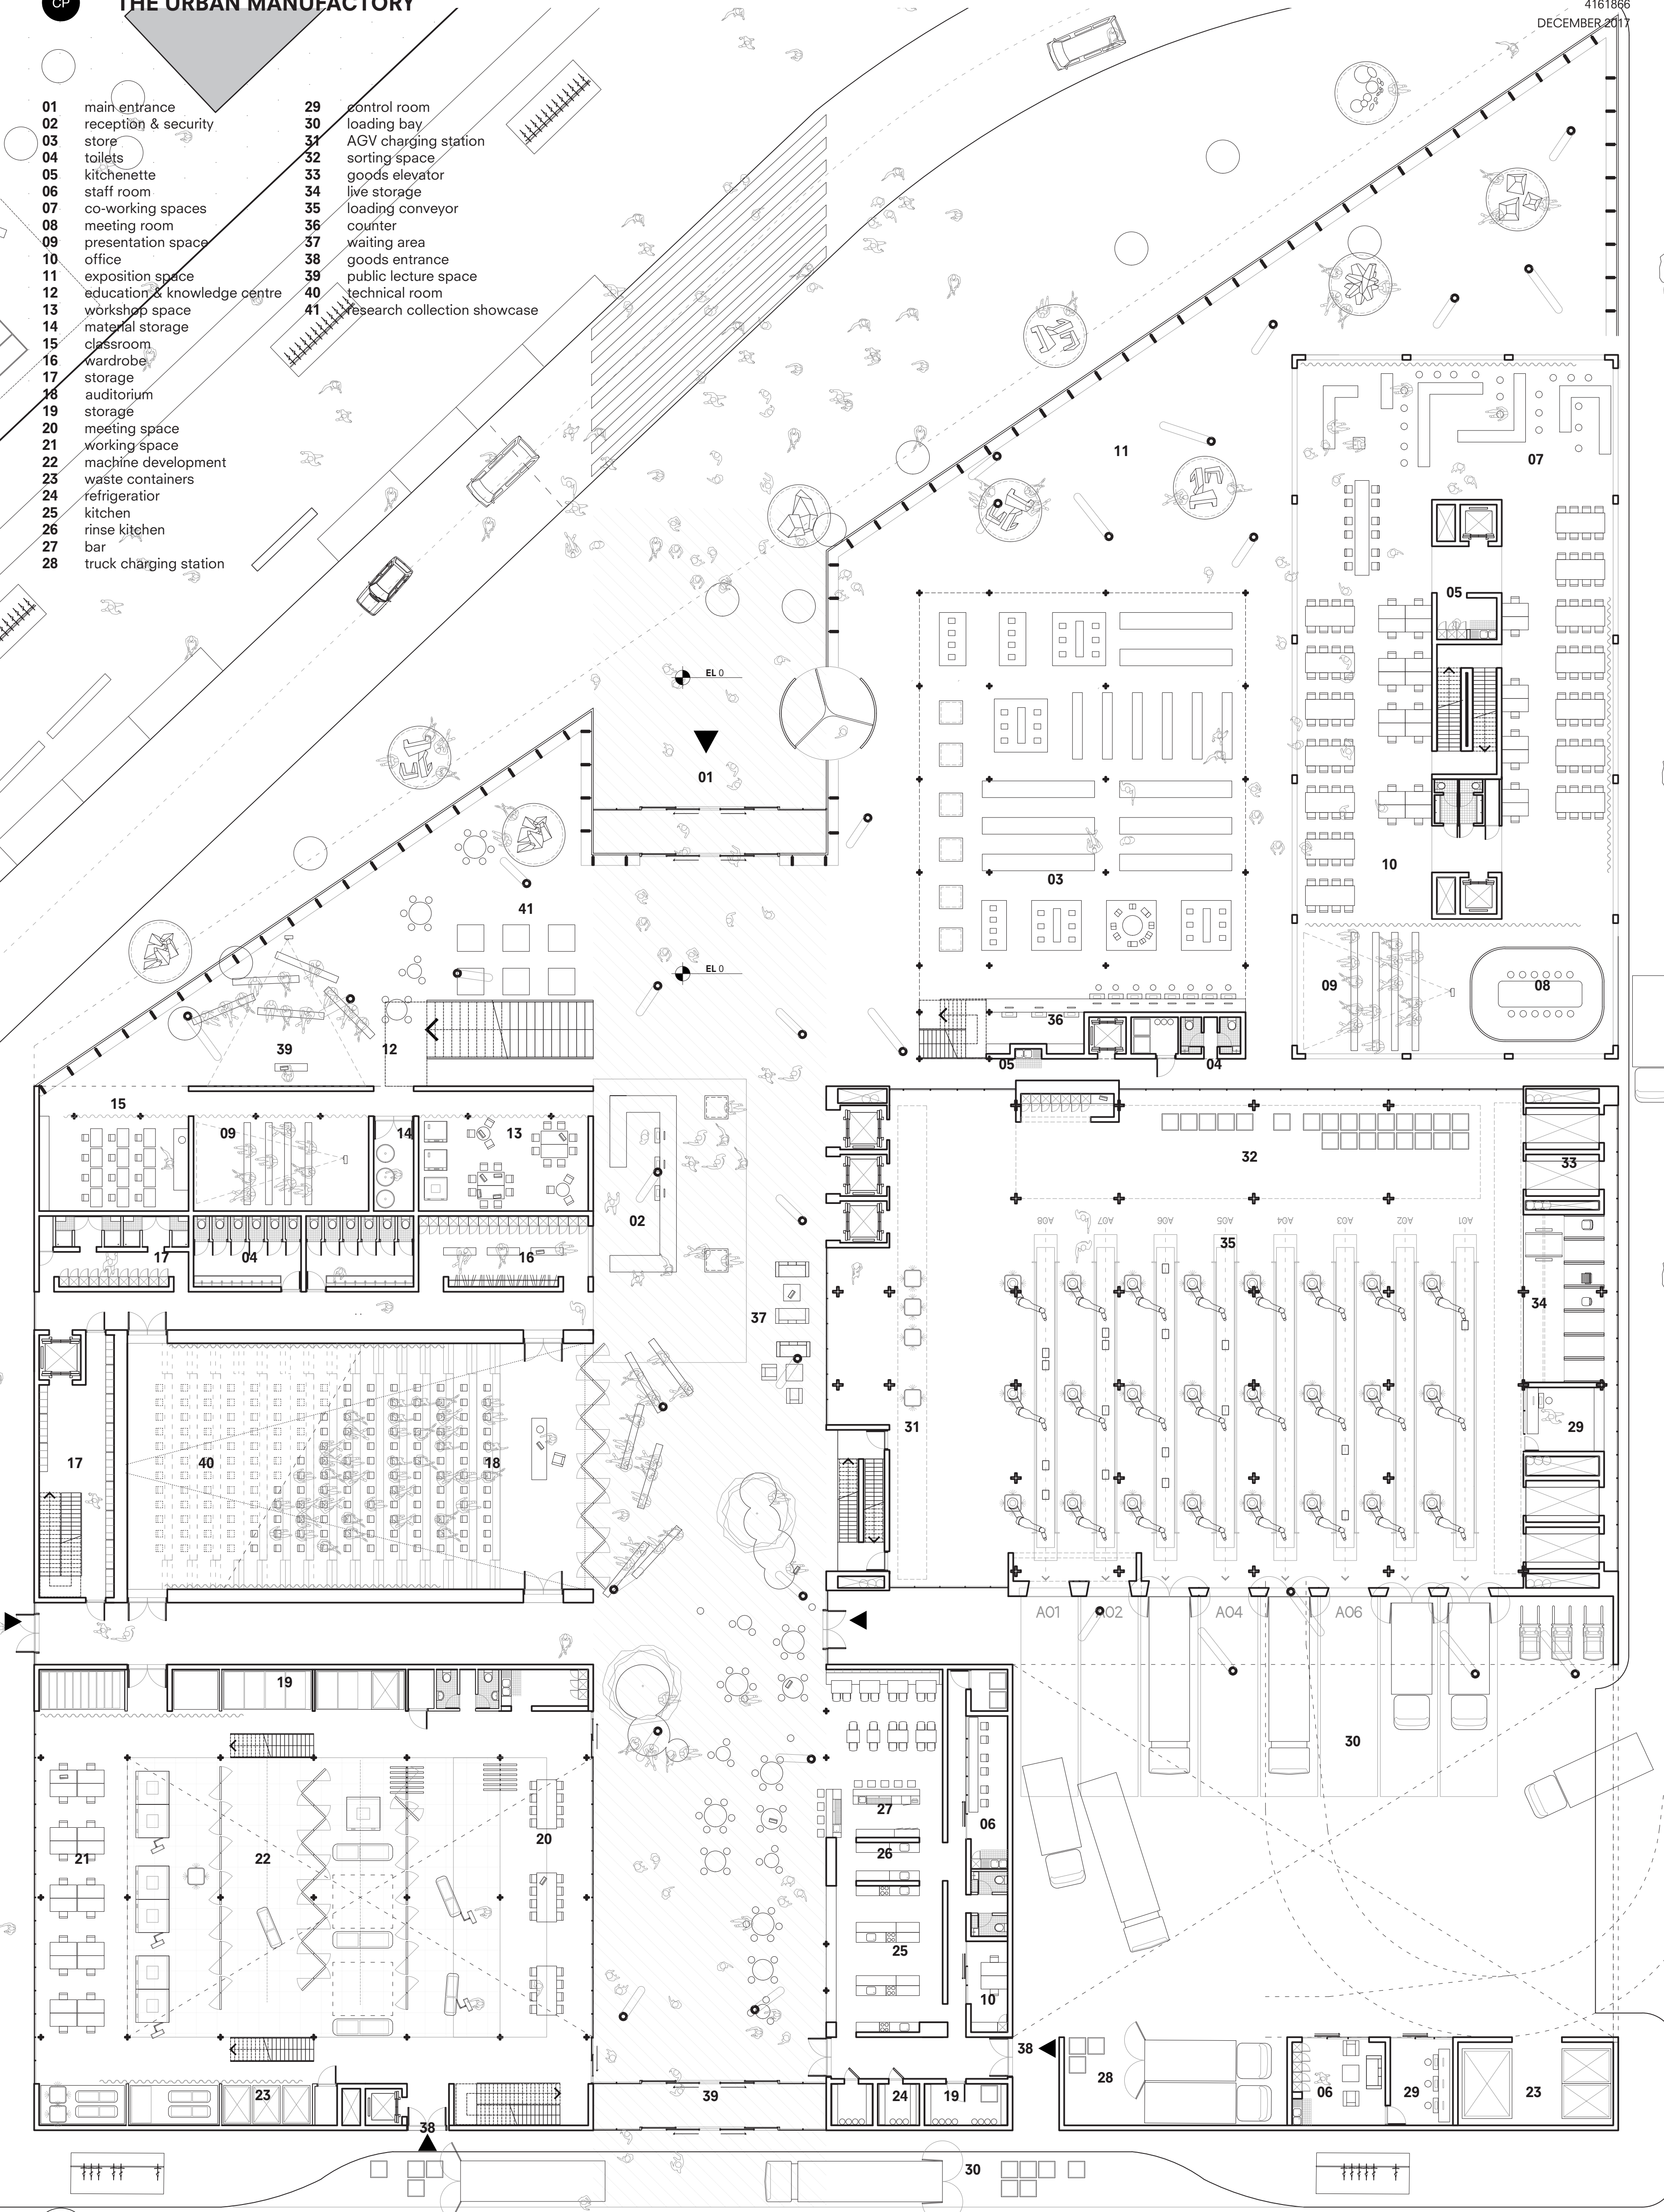 CP
THE URBAN MANUFACTORY
4161866
DECEMBER 2017
01 main entrance
02 reception & security
03 store
04 toilets
05 kitchenette
06 staff room
07 co-working spaces
08 meeting room
09 presentation space
10 office
11 exposition space
12 education & knowledge centre
13 workshop space
14 material storage
15 classroom
16 wardrobe
17 storage
18 auditorium
19 storage
20 meeting space
21 working space
22 machine development
23 waste containers
24 refrigeratior
25 kitchen
26 rinse kitchen
27 bar
28 truck charging station
29 control room
30 loading bay
31 AGV charging station
32 sorting space
33 goods elevator
34 live storage
35 loading conveyor
36 counter
37 waiting area
38 goods entrance
39 public lecture space
40 technical room
41 research collection showcase
11
07
05
EL 0
01
03
10
41
EL 0
09
08
36
39
12
05
04
15
09
14
13
32
33
02
A08 A07 A06 A05 A04 A03 A02 A01
17
04
16
35
37
34
31
29
17
40
18
A01 A02 A04 A06
19
30
27
06
20
21
22
26
25
10
38
28
23
39
24
19
06
29
23
38
30